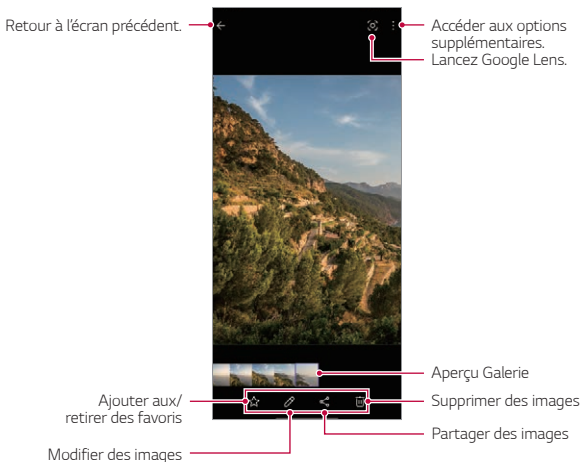 Retour à l'écran précédent.
Accéder aux options
supplémentaires.
Lancez Google Lens.
Aperçu Galerie
Ajouter aux/
retirer des favoris
Supprimer des images
Partager des images
Modifier des images